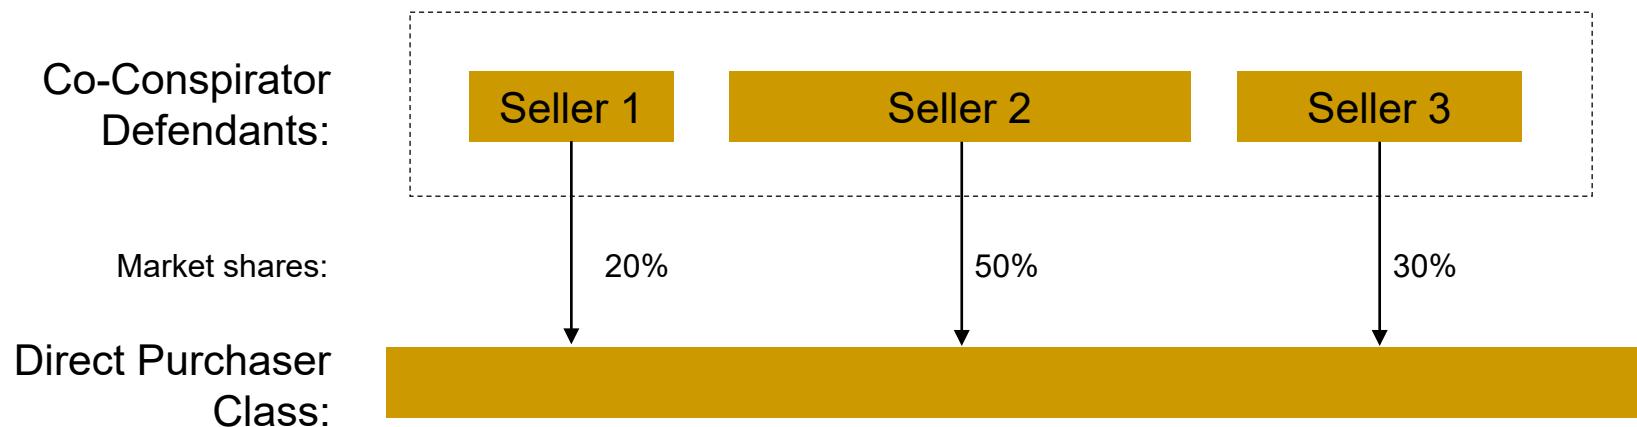 Co-Conspirator
Defendants:
Seller 1
Seller 2
Seller 3
Market shares:
20%
50%
30%
Direct Purchaser
Class: